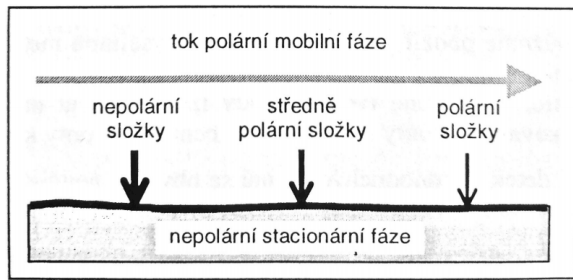 tok polární mobilní fáze
nepolární složky
středně polární složky
polární složky
nepolární stacionární fáze